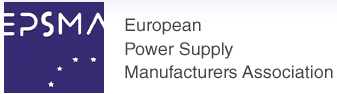 EPSMA
European
Power Supply
Manufacturers Association